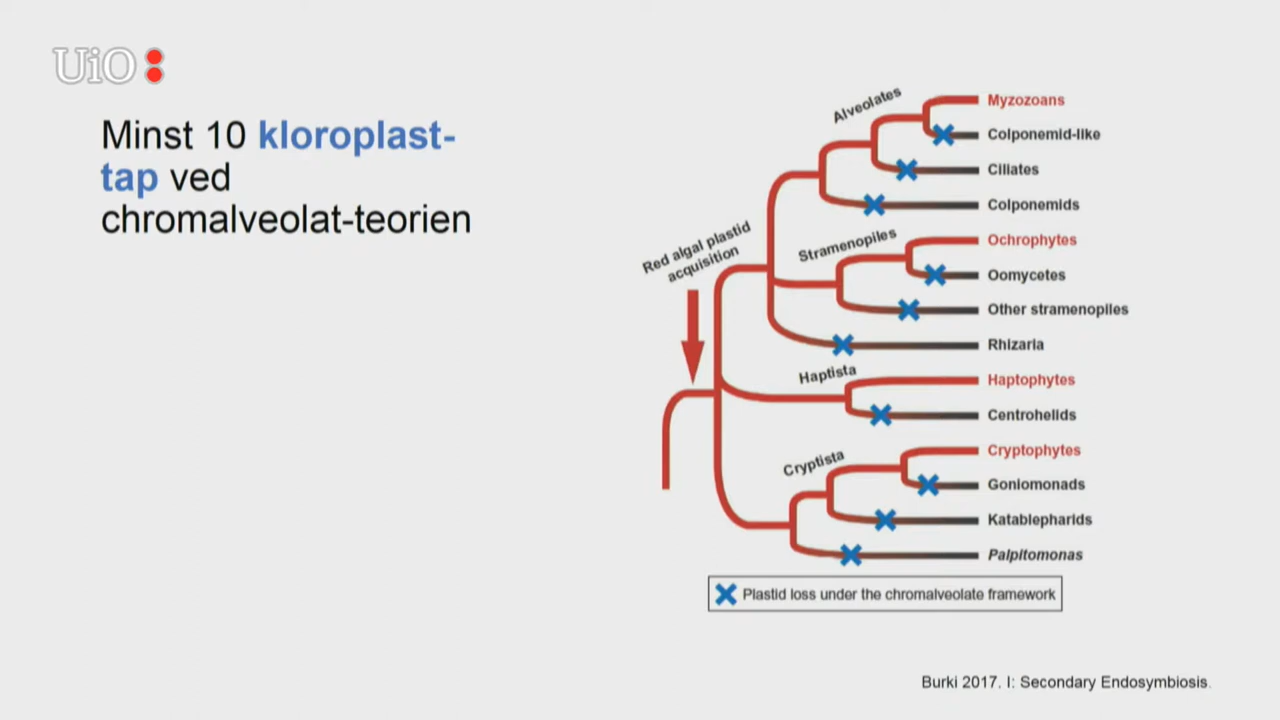 UiO
Minst 10 kloroplast-
tap ved
chromalveolat-teorien
Red algal plastid
acquisition
Alveolates
Myzozoans
Colponemid-like
Ciliates
Colponemids
Stramenopiles
Ochrophytes
Oomycetes
Other stramenopiles
Rhizaria
Haptista
Haptophytes
Centrohelids
Cryptista
Cryptophytes
Goniomonads
Katablepharids
Palpitomonas
Plastid loss under the chromalveolate framework
Burki 2017. I: Secondary Endosymbiosis.